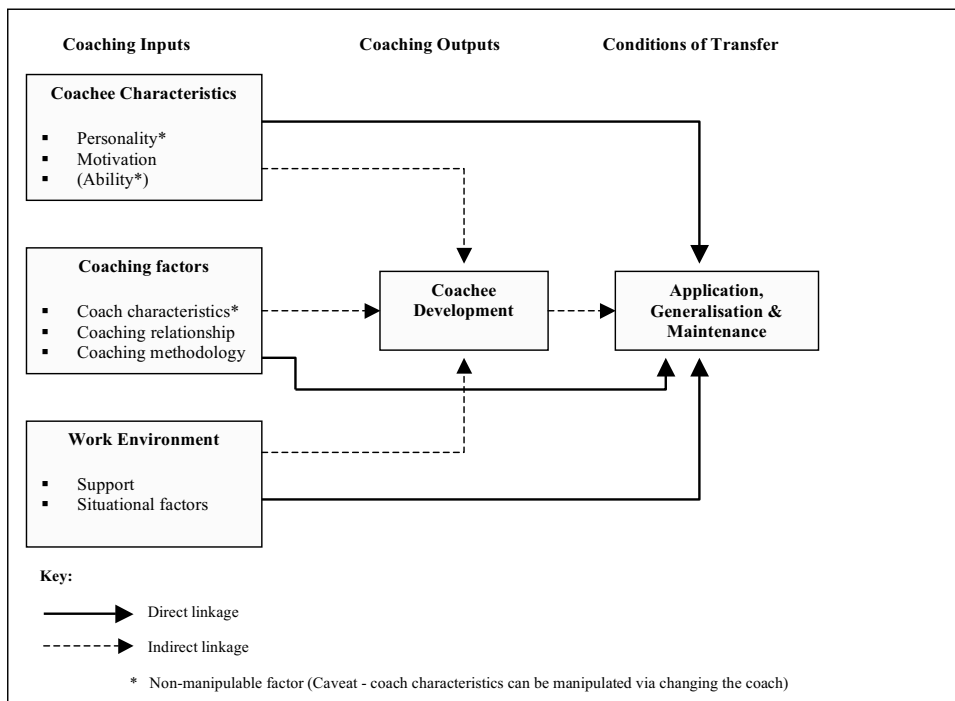 Coaching Inputs
Coaching Outputs
Conditions of Transfer
Coachee Characteristics
▪ Personality*
▪ Motivation
▪ (Ability*)
Coaching factors
▪ Coach characteristics*
▪ Coaching relationship
▪ Coaching methodology
Coachee
Development
Application,
Generalisation &
Maintenance
Work Environment
▪ Support
▪ Situational factors
Key:
Direct linkage
Indirect linkage
* Non-manipulable factor (Caveat - coach characteristics can be manipulated via changing the coach)